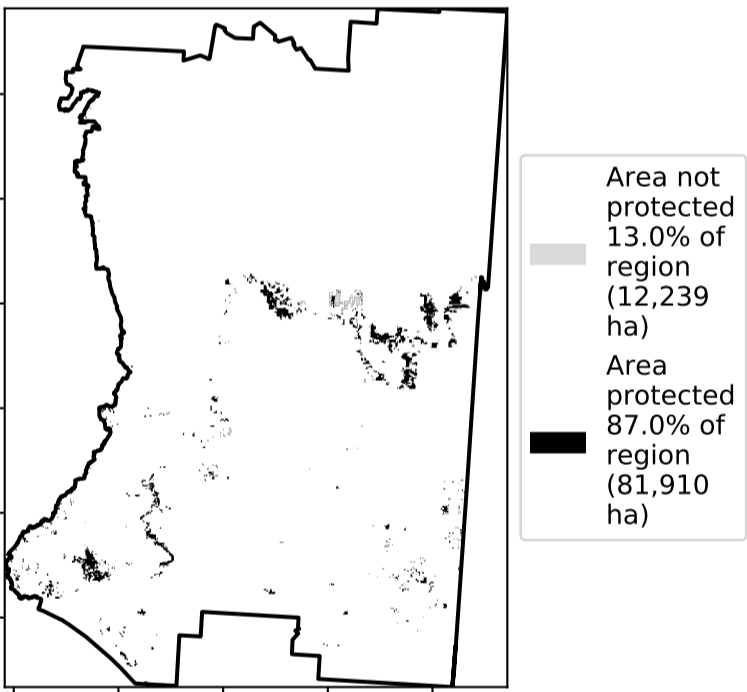 Area not
protected
13.0% of
region
(12,239
ha)
Area
protected
87.0% of
region
(81,910
ha)